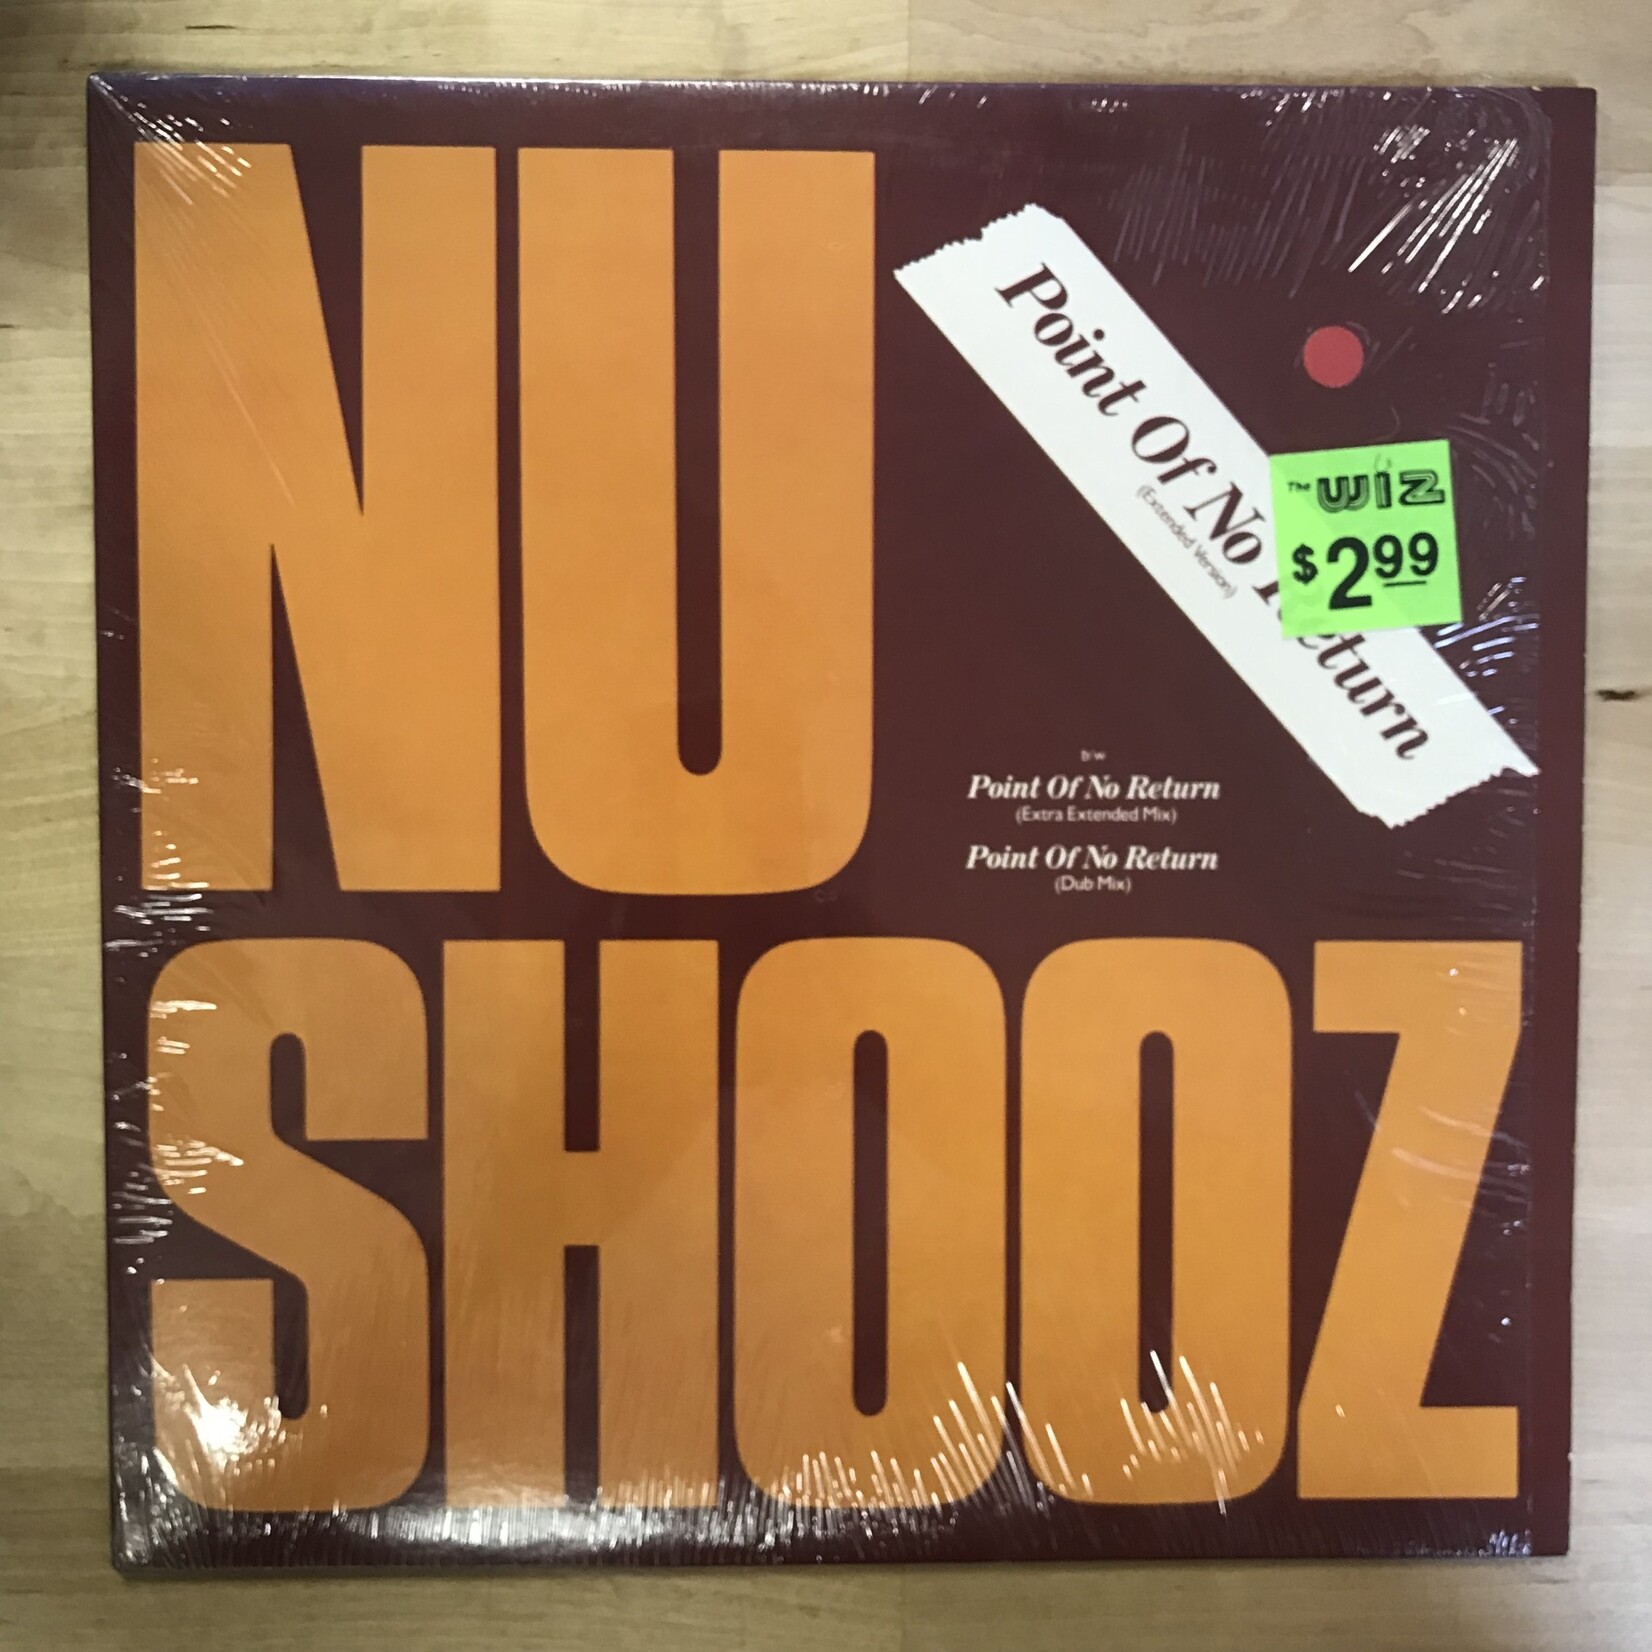 NU
SHOOZ
Point Of No Return
(Extended Version)
The WIZ
$2.99
b/w
Point Of No Return
(Extra Extended Mix)
Point Of No Return
(Dub Mix)